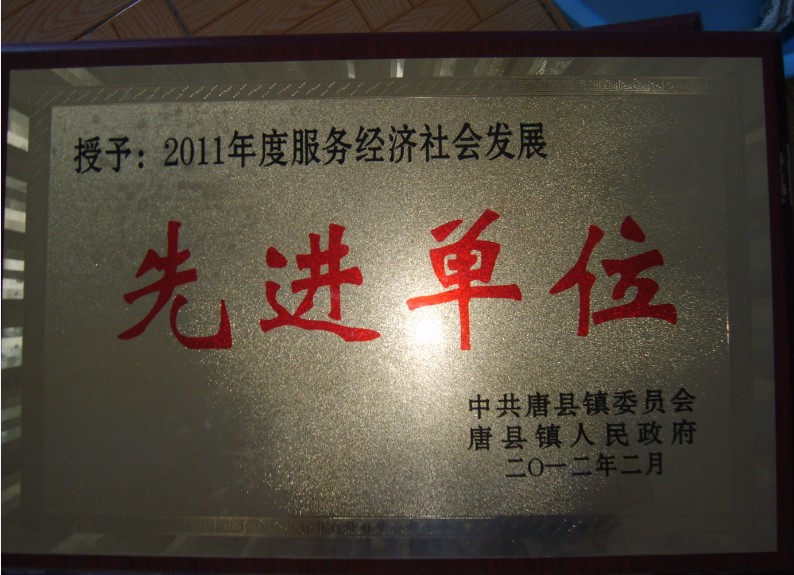 授予：2011年度服务经济社会发展
先进单位
中共唐县镇委员会
唐县镇人民政府
二〇一二年二月